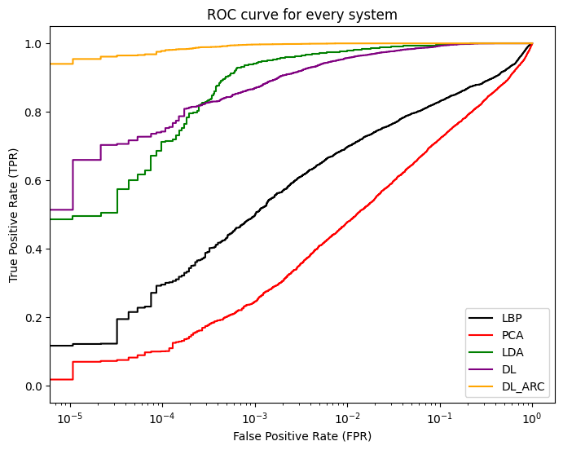 ROC curve for every system
True Positive Rate (TPR)
1.0
0.8
0.6
0.4
0.2
0.0
LBP
PCA
LDA
DL
DL_ARC
10⁻⁵
10⁻⁴
10⁻³
10⁻²
10⁻¹
10⁰
False Positive Rate (FPR)